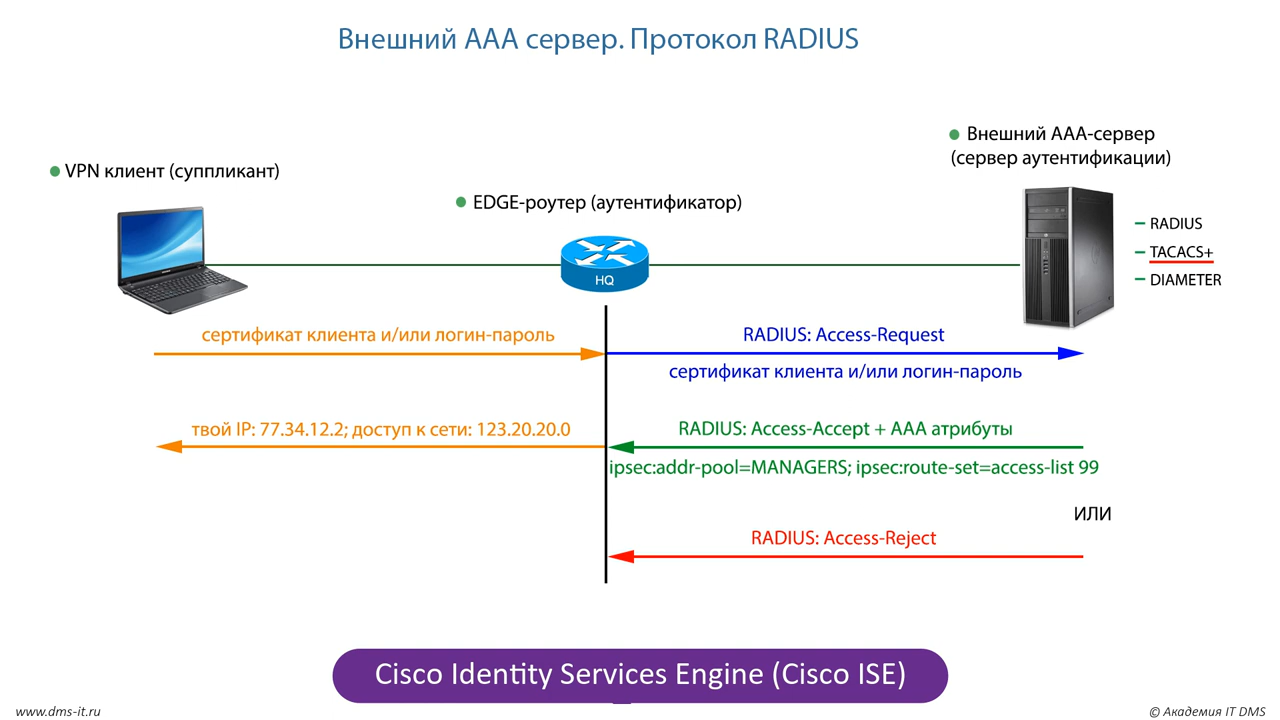 Внешний ААА сервер. Протокол RADIUS
Внешний ААА-сервер
(сервер аутентификации)
VPN клиент (суппликант)
EDGE-роутер (аутентификатор)
– RADIUS
– TACACS+
– DIAMETER
HQ
сертификат клиента и/или логин-пароль
RADIUS: Access-Request
сертификат клиента и/или логин-пароль
твой IP: 77.34.12.2; доступ к сети: 123.20.20.0
RADIUS: Access-Accept + AAA атрибуты
ipsec:addr-pool=MANAGERS; ipsec:route-set=access-list 99
ИЛИ
RADIUS: Access-Reject
Cisco Identity Services Engine (Cisco ISE)
www.dms-it.ru
© Академия IT DMS